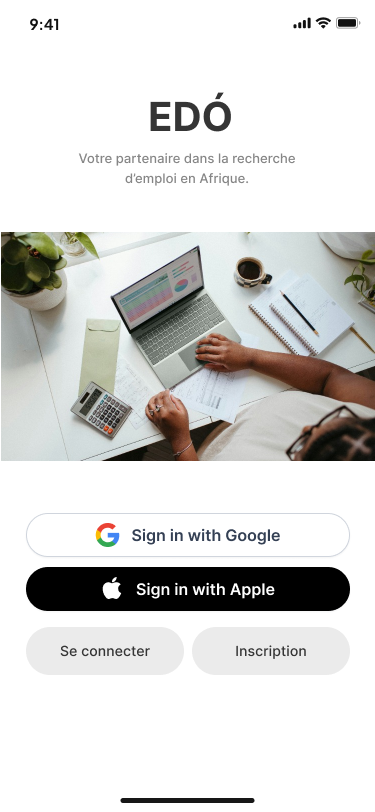 9:41
EDÓ
Votre partenaire dans la recherche
d’emploi en Afrique.
Sign in with Google
Sign in with Apple
Se connecter
Inscription